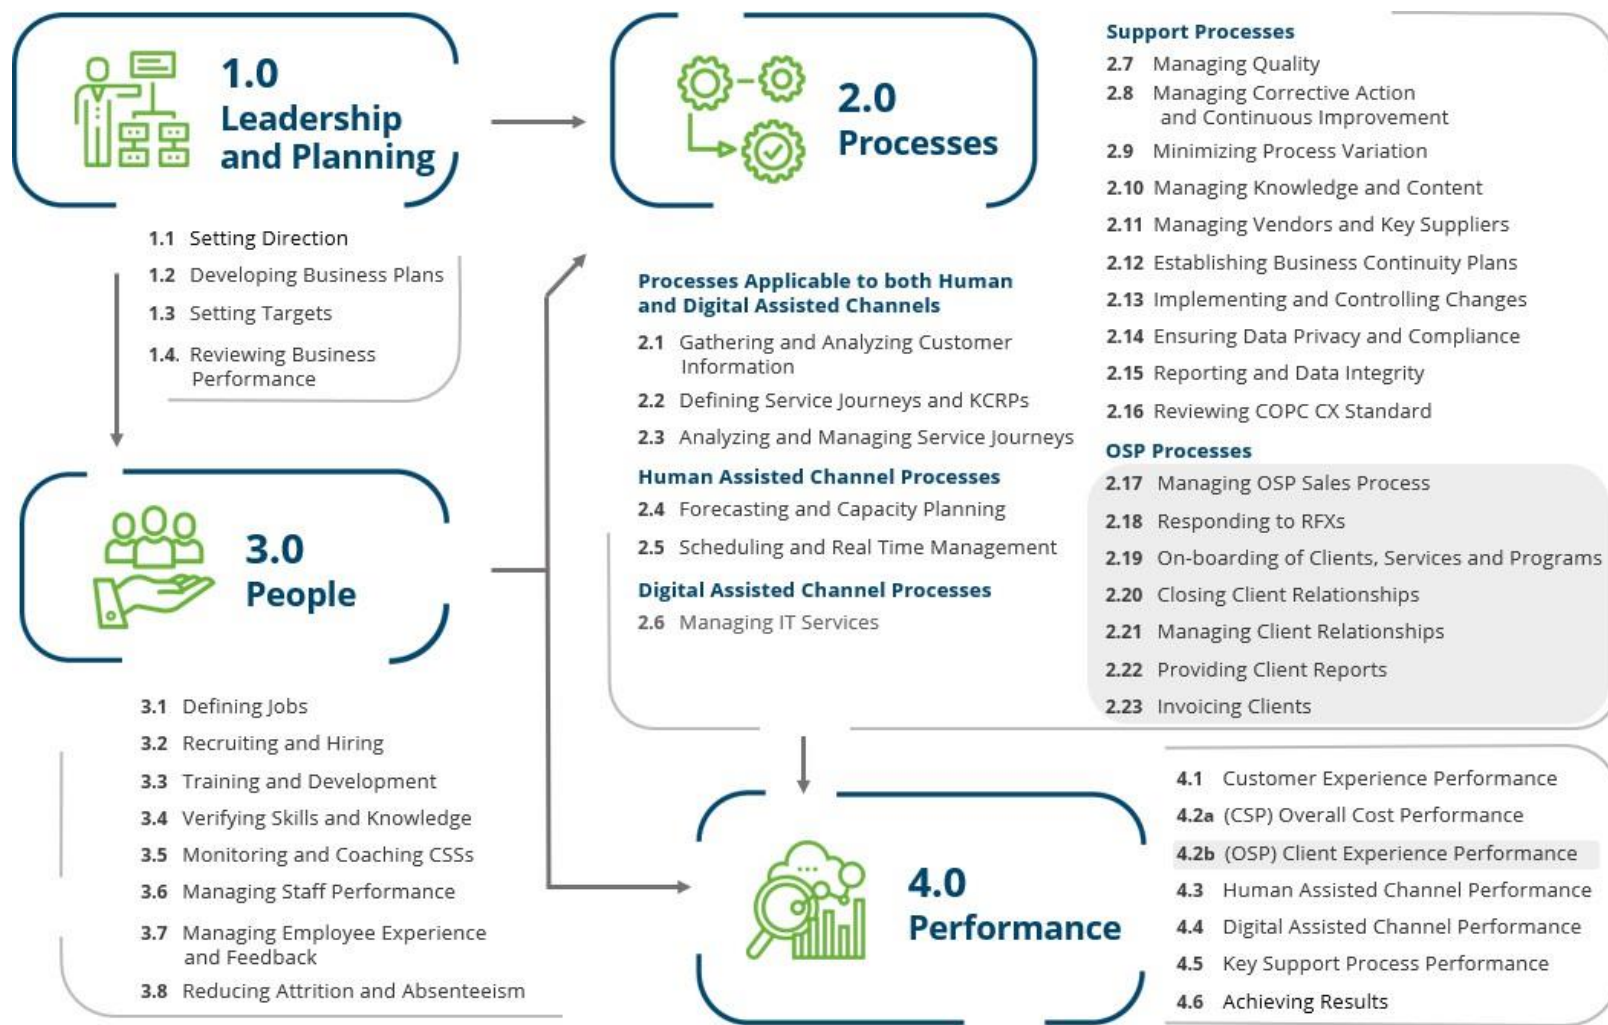 1.0
Leadership
and Planning
1.1 Setting Direction
1.2 Developing Business Plans
1.3 Setting Targets
1.4. Reviewing Business
Performance
2.0
Processes
Processes Applicable to both Human
and Digital Assisted Channels
2.1 Gathering and Analyzing Customer
Information
2.2 Defining Service Journeys and KCRPs
2.3 Analyzing and Managing Service Journeys
Human Assisted Channel Processes
2.4 Forecasting and Capacity Planning
2.5 Scheduling and Real Time Management
Digital Assisted Channel Processes
2.6 Managing IT Services
Support Processes
2.7 Managing Quality
2.8 Managing Corrective Action
and Continuous Improvement
2.9 Minimizing Process Variation
2.10 Managing Knowledge and Content
2.11 Managing Vendors and Key Suppliers
2.12 Establishing Business Continuity Plans
2.13 Implementing and Controlling Changes
2.14 Ensuring Data Privacy and Compliance
2.15 Reporting and Data Integrity
2.16 Reviewing COPC CX Standard
OSP Processes
2.17 Managing OSP Sales Process
2.18 Responding to RFXs
2.19 On-boarding of Clients, Services and Programs
2.20 Closing Client Relationships
2.21 Managing Client Relationships
2.22 Providing Client Reports
2.23 Invoicing Clients
3.0
People
3.1 Defining Jobs
3.2 Recruiting and Hiring
3.3 Training and Development
3.4 Verifying Skills and Knowledge
3.5 Monitoring and Coaching CSSs
3.6 Managing Staff Performance
3.7 Managing Employee Experience
and Feedback
3.8 Reducing Attrition and Absenteeism
4.0
Performance
4.1 Customer Experience Performance
4.2a (CSP) Overall Cost Performance
4.2b (OSP) Client Experience Performance
4.3 Human Assisted Channel Performance
4.4 Digital Assisted Channel Performance
4.5 Key Support Process Performance
4.6 Achieving Results